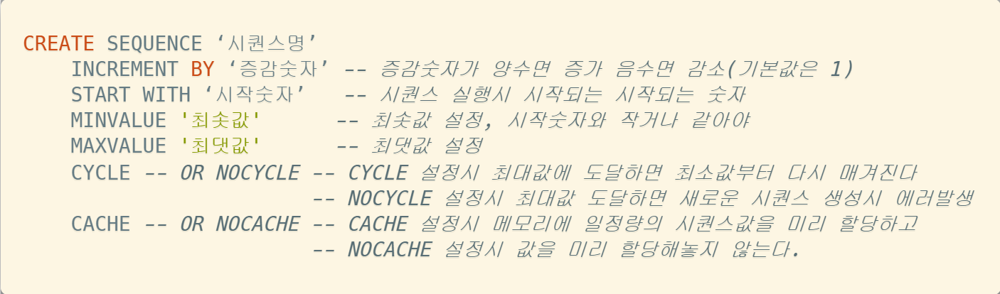 CREATE SEQUENCE ‘시퀀스명’
    INCREMENT BY ‘증감숫자’ -- 증감숫자가 양수면 증가 음수면 감소(기본값은 1)
    START WITH ‘시작숫자’   -- 시퀀스 실행시 시작되는 시작되는 숫자
    MINVALUE '최솟값'      -- 최솟값 설정, 시작숫자와 작거나 같아야
    MAXVALUE '최댓값'      -- 최댓값 설정
    CYCLE -- OR NOCYCLE -- CYCLE 설정시 최대값에 도달하면 최소값부터 다시 매겨진다
                        -- NOCYCLE 설정시 최대값 도달하면 새로운 시퀀스 생성시 에러발생
    CACHE -- OR NOCACHE -- CACHE 설정시 메모리에 일정량의 시퀀스값을 미리 할당하고
                        -- NOCACHE 설정시 값을 미리 할당해놓지 않는다.